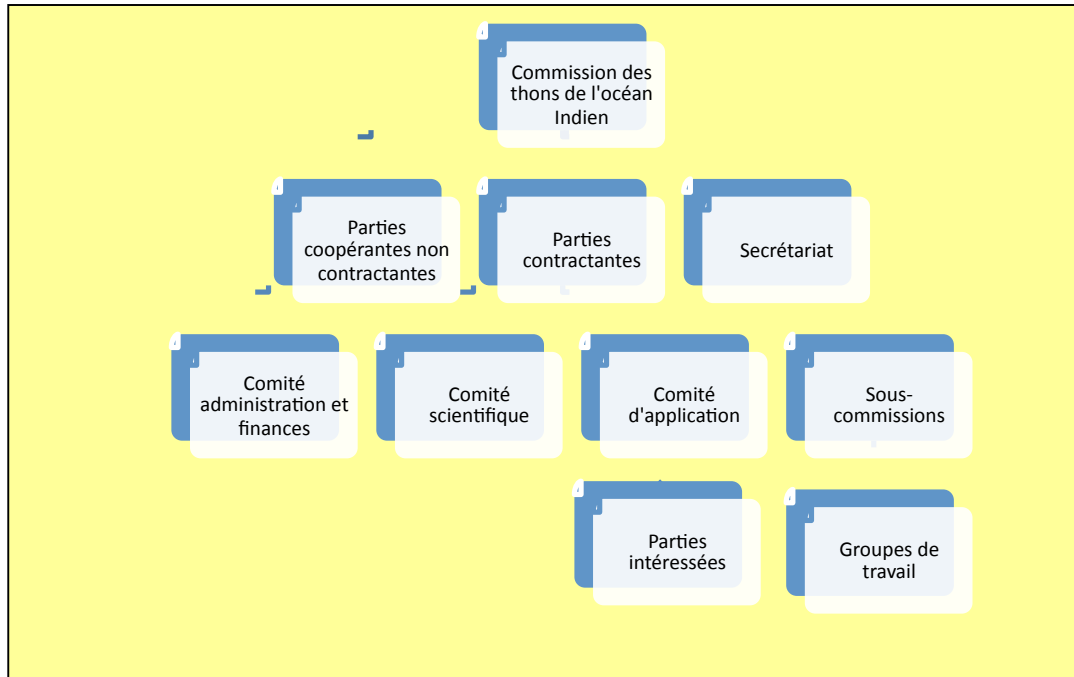 Commission des
thons de l'océan
Indien
Parties
coopérantes non
contractantes
Parties
contractantes
Secrétariat
Comité
administration et
finances
Comité
scientifique
Comité
d'application
Sous-
commissions
Parties
intéressées
Groupes de
travail